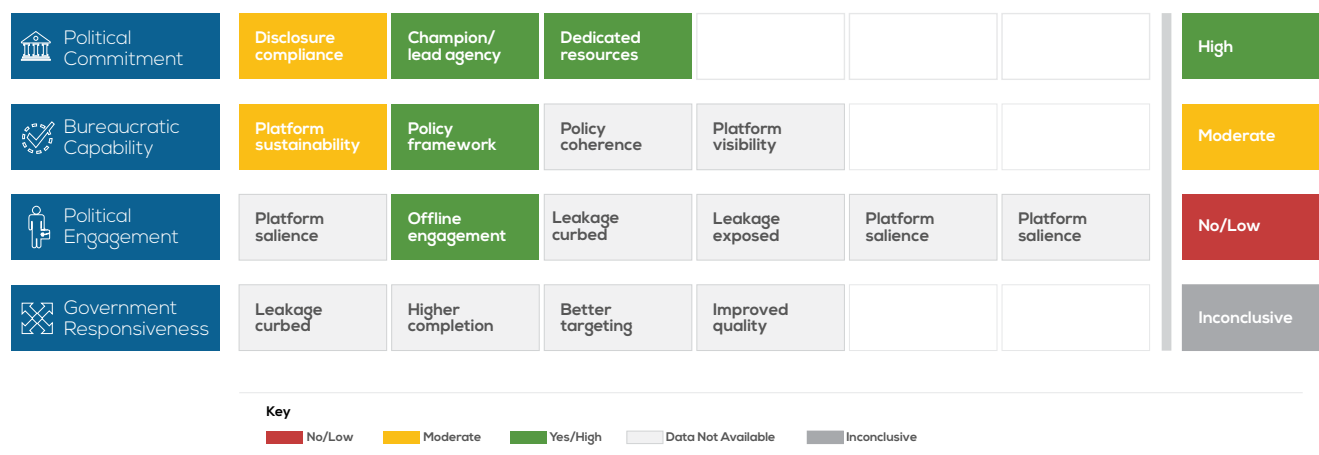 Political
Commitment
Disclosure
compliance
Champion/
lead agency
Dedicated
resources
High
Bureaucratic
Capability
Platform
sustainability
Policy
framework
Policy
coherence
Platform
visibility
Moderate
Political
Engagement
Platform
salience
Offline
engagement
Leakage
curbed
Leakage
exposed
Platform
salience
Platform
salience
No/Low
Government
Responsiveness
Leakage
curbed
Higher
completion
Better
targeting
Improved
quality
Inconclusive
Key
No/Low
Moderate
Yes/High
Data Not Available
Inconclusive